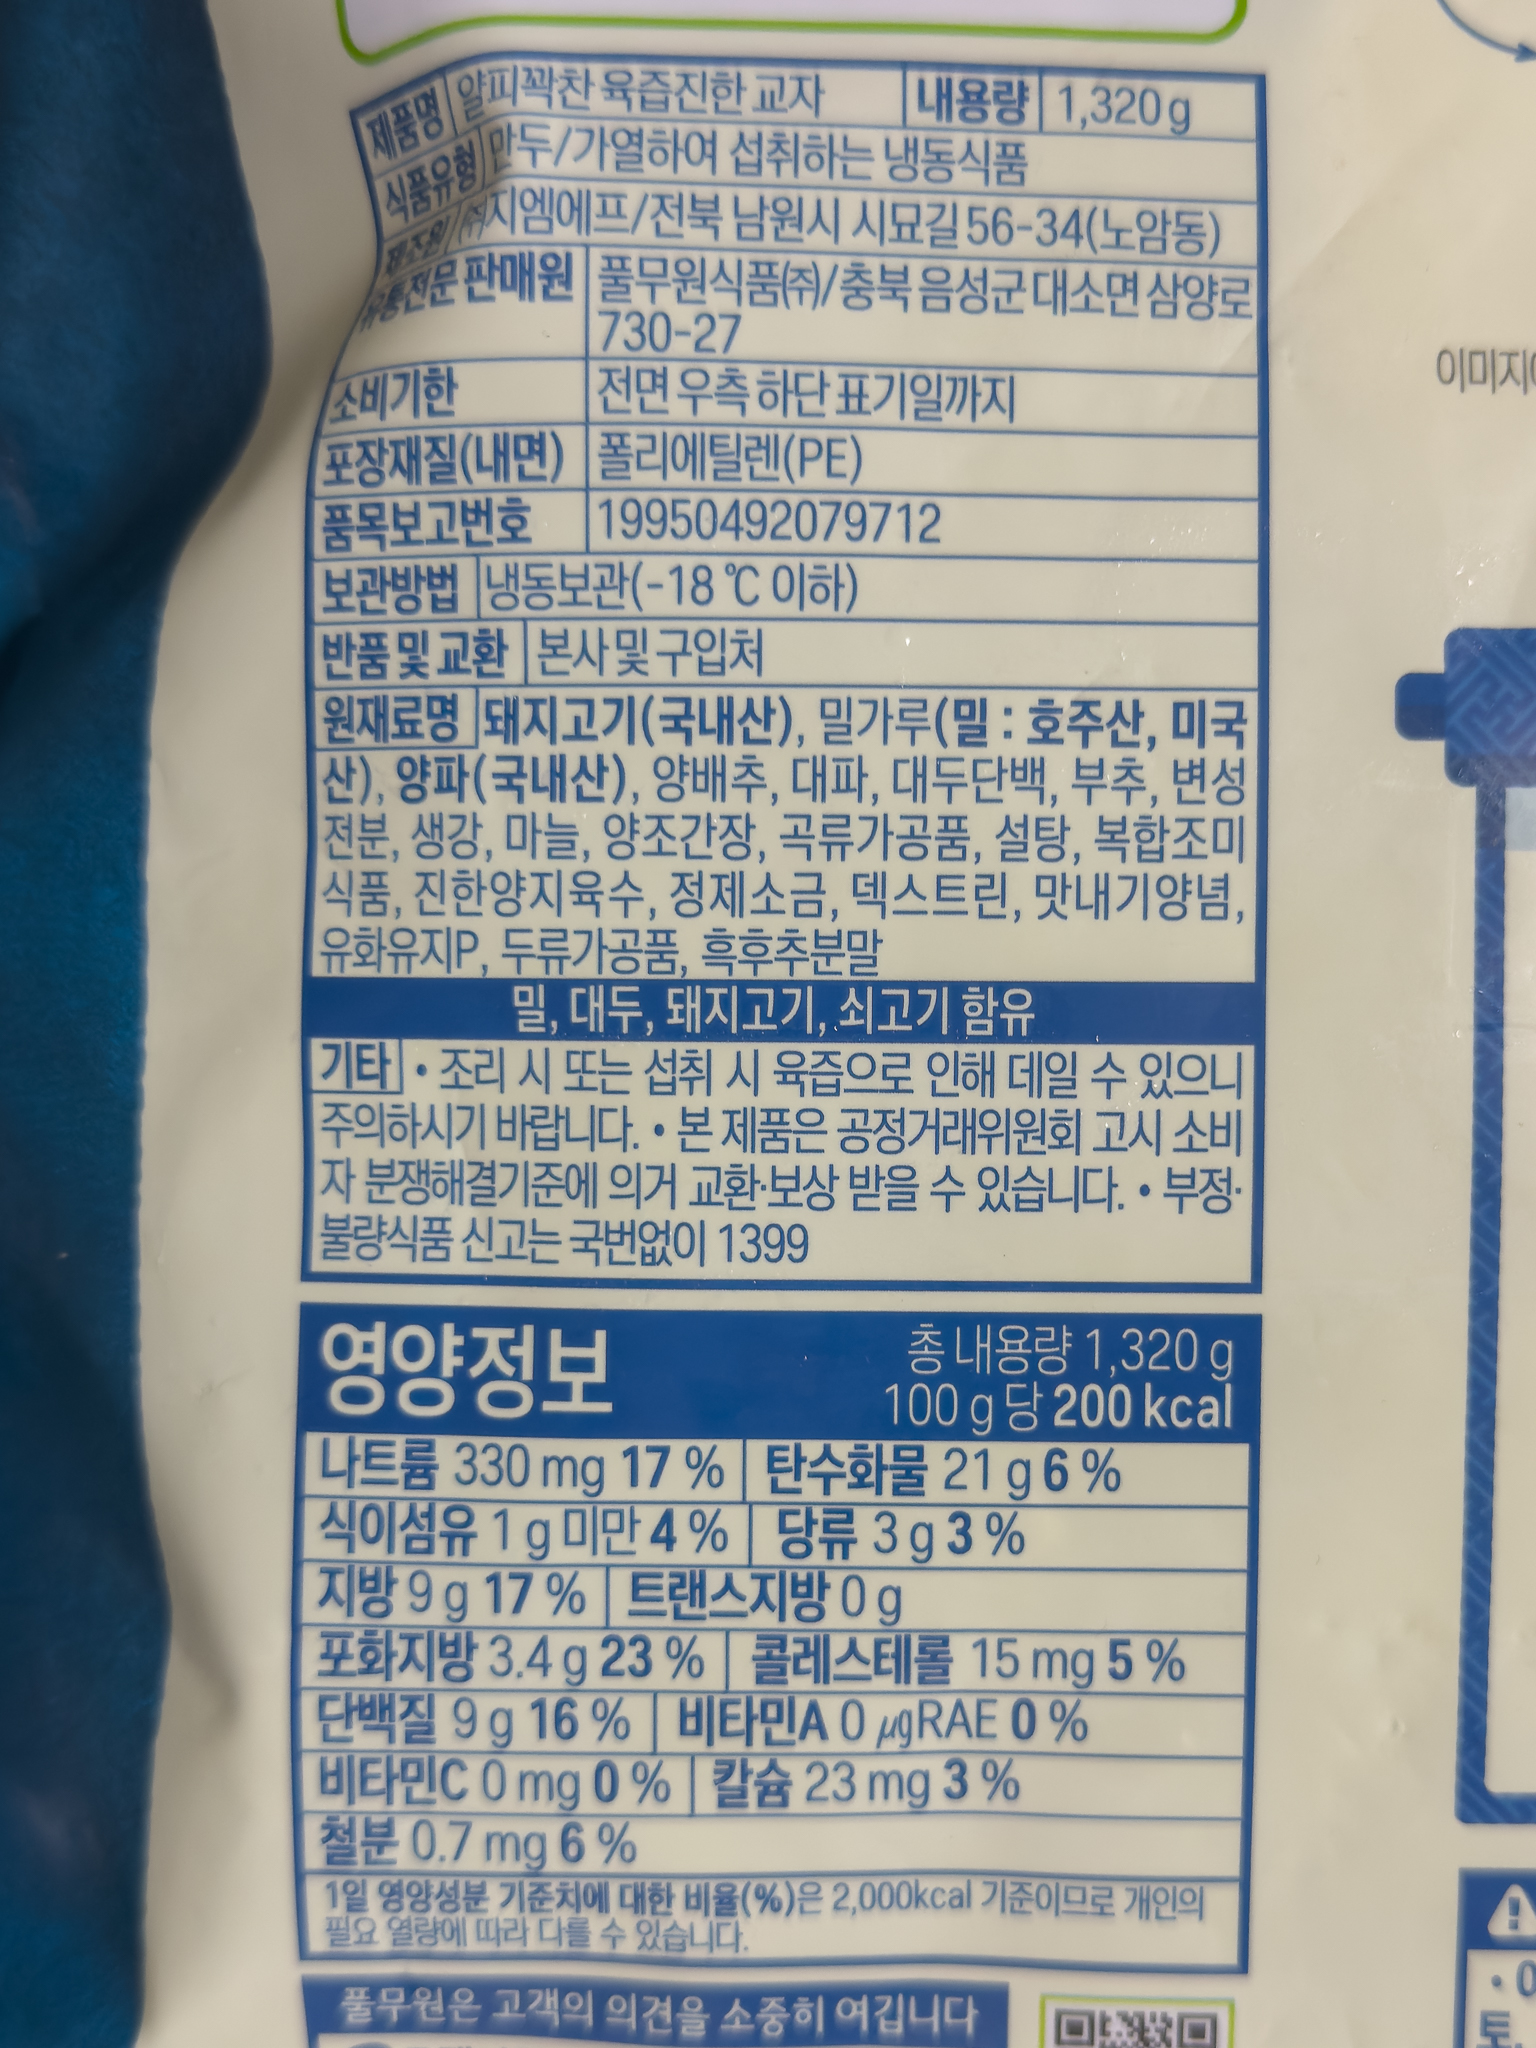 제품명 얄피꽉찬 육즙진한 교자 내용량 1,320 g
식품유형 만두/가열하여 섭취하는 냉동식품
제조원 ㈜지엠에프/전북 남원시 시묘길 56-34(노암동)
유통전문판매원 풀무원식품㈜/충북 음성군 대소면 삼양로
730-27
소비기한 전면 우측 하단 표기일까지
포장재질(내면) 폴리에틸렌(PE)
품목보고번호 19950492079712
보관방법 냉동보관(-18 ℃ 이하)
반품 및 교환 본사 및 구입처
원재료명 돼지고기(국내산), 밀가루(밀 : 호주산, 미국
산), 양파(국내산), 양배추, 대파, 대두단백, 부추, 변성
전분, 생강, 마늘, 양조간장, 곡류가공품, 설탕, 복합조미
식품, 진한양지육수, 정제소금, 덱스트린, 맛내기양념,
유화유지P, 두류가공품, 흑후추분말
밀, 대두, 돼지고기, 쇠고기 함유
기타 • 조리 시 또는 섭취 시 육즙으로 인해 데일 수 있으니
주의하시기 바랍니다. • 본 제품은 공정거래위원회 고시 소비
자 분쟁해결기준에 의거 교환·보상 받을 수 있습니다. • 부정·
불량식품 신고는 국번없이 1399
영양정보
총 내용량 1,320 g
100 g 당 200 kcal
나트륨 330 mg 17 % 탄수화물 21 g 6 %
식이섬유 1 g 미만 4 % 당류 3 g 3 %
지방 9 g 17 % 트랜스지방 0 g
포화지방 3.4 g 23 % 콜레스테롤 15 mg 5 %
단백질 9 g 16 % 비타민A 0 μgRAE 0 %
비타민C 0 mg 0 % 칼슘 23 mg 3 %
철분 0.7 mg 6 %
1일 영양성분 기준치에 대한 비율(%)은 2,000kcal 기준이므로 개인의
필요 열량에 따라 다를 수 있습니다.
풀무원은 고객의 의견을 소중히 여깁니다
이미지